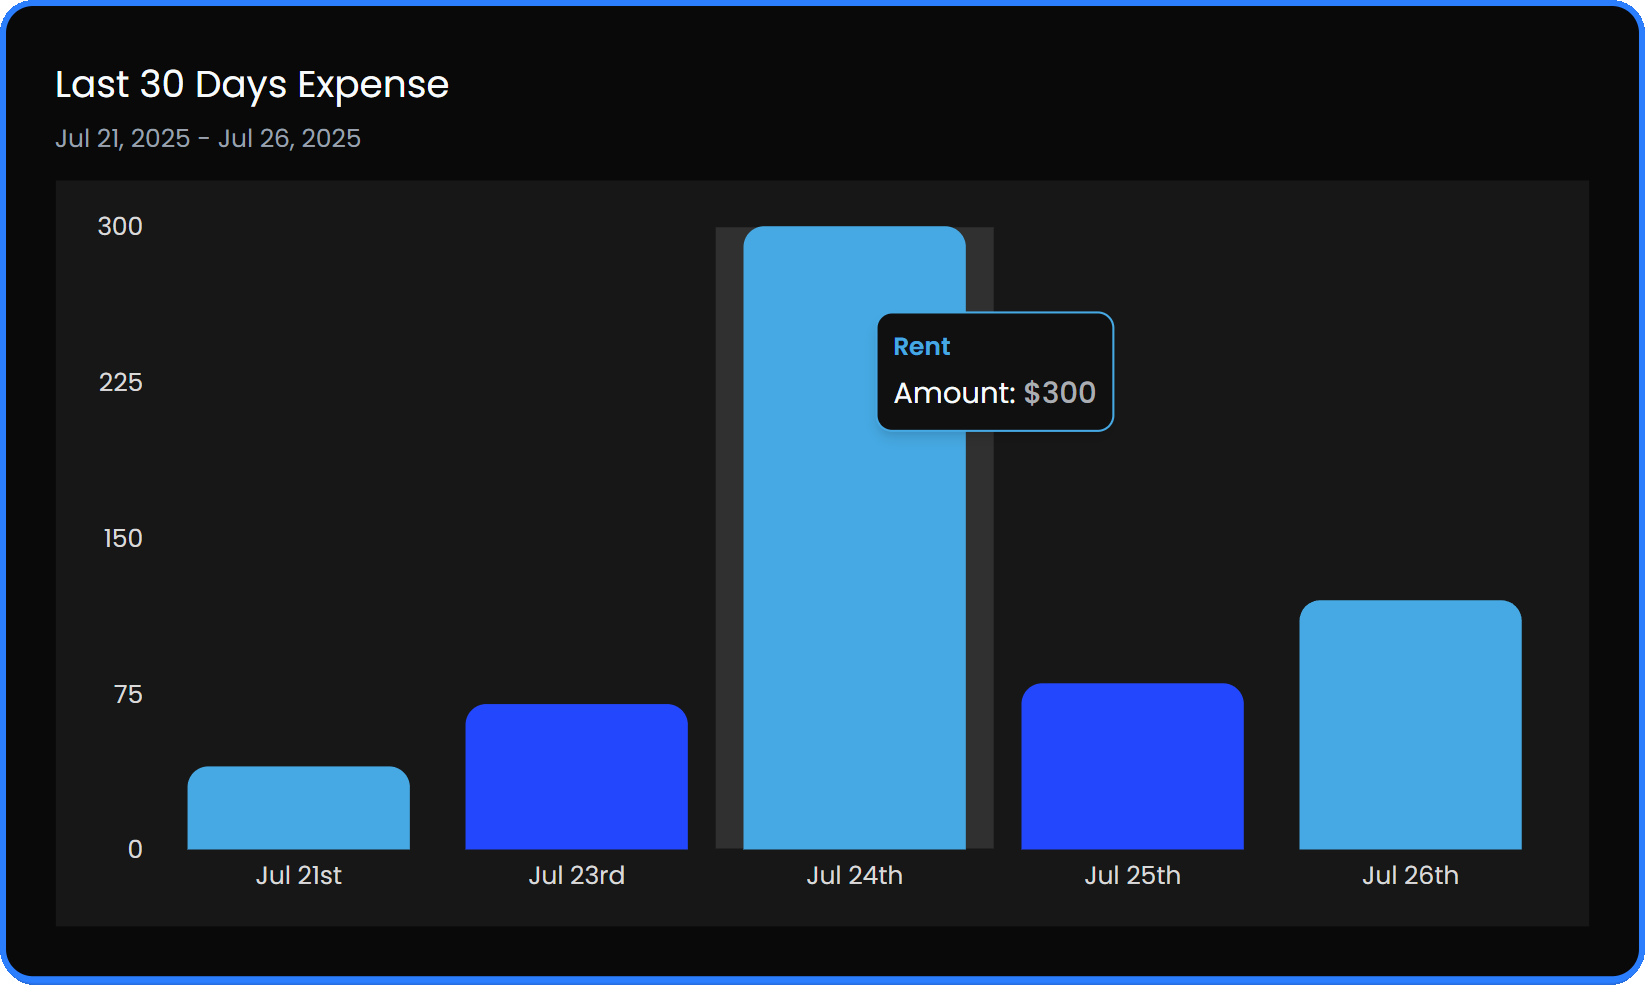 Last 30 Days Expense
Jul 21, 2025 - Jul 26, 2025
300
225
150
75
0
Rent
Amount: $300
Jul 21st
Jul 23rd
Jul 24th
Jul 25th
Jul 26th